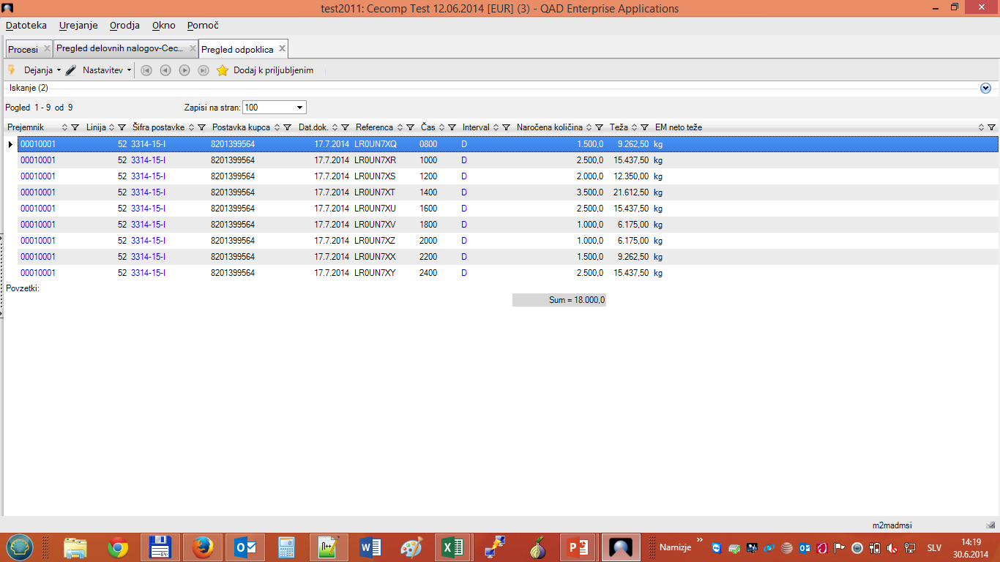 test2011: Cecomp Test 12.06.2014 [EUR] (3) - QAD Enterprise Applications
Datoteka Urejanje Orodja Okno Pomoč
Procesi Pregled delovnih nalogov-Cec... Pregled odpoklica
Dejanja Nastavitev Dodaj k priljubljenim
Iskanje (2)
Pogled 1 - 9 od 9 Zapisi na stran: 100
Prejemnik Linija Šifra postavke Postavka kupca Dat.dok. Referenca Čas Interval Naročena količina Teža EM neto teže
00010001 52 3314-15-I 8201399564 17.7.2014 LR0UN7XQ 0800 D 1.500,0 9.262,50 kg
00010001 52 3314-15-I 8201399564 17.7.2014 LR0UN7XR 1000 D 2.500,0 15.437,50 kg
00010001 52 3314-15-I 8201399564 17.7.2014 LR0UN7XS 1200 D 2.000,0 12.350,00 kg
00010001 52 3314-15-I 8201399564 17.7.2014 LR0UN7XT 1400 D 3.500,0 21.612,50 kg
00010001 52 3314-15-I 8201399564 17.7.2014 LR0UN7XU 1600 D 2.500,0 15.437,50 kg
00010001 52 3314-15-I 8201399564 17.7.2014 LR0UN7XV 1800 D 1.000,0 6.175,00 kg
00010001 52 3314-15-I 8201399564 17.7.2014 LR0UN7XZ 2000 D 1.000,0 6.175,00 kg
00010001 52 3314-15-I 8201399564 17.7.2014 LR0UN7XX 2200 D 1.500,0 9.262,50 kg
00010001 52 3314-15-I 8201399564 17.7.2014 LR0UN7XY 2400 D 2.500,0 15.437,50 kg
Povzetki:
Sum = 18.000,0
m2madmsi
Namizje SLV 14:19
30.6.2014